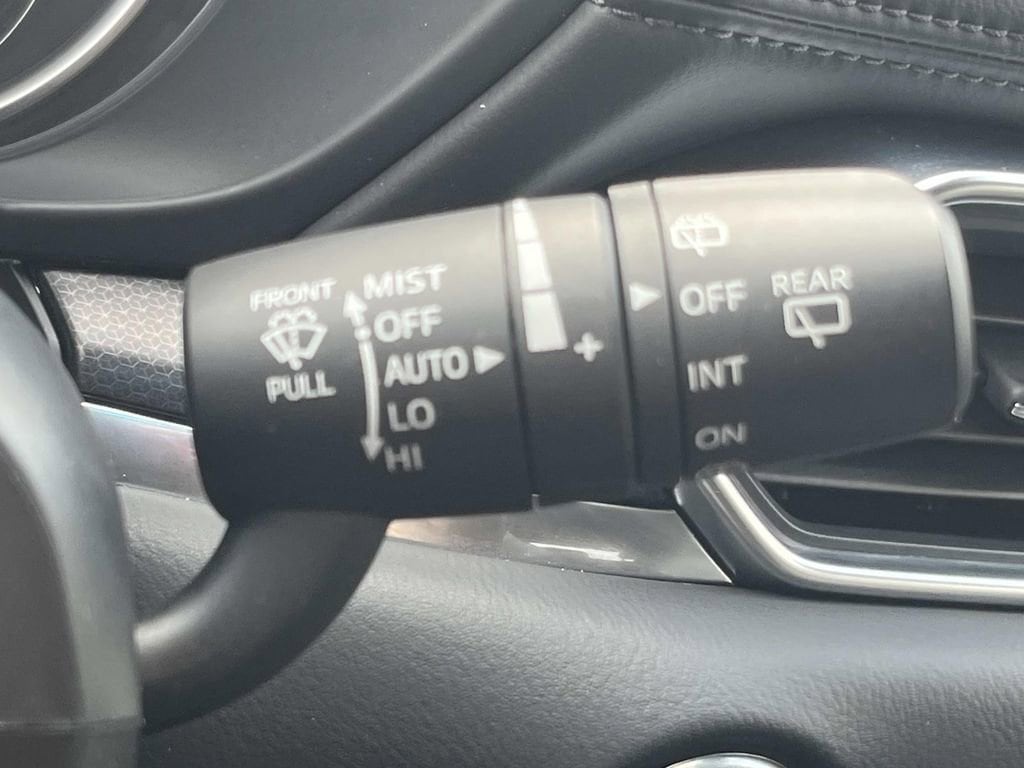 FRONT
PULL
MIST
OFF
AUTO
LO
HI
+
OFF
INT
ON
REAR